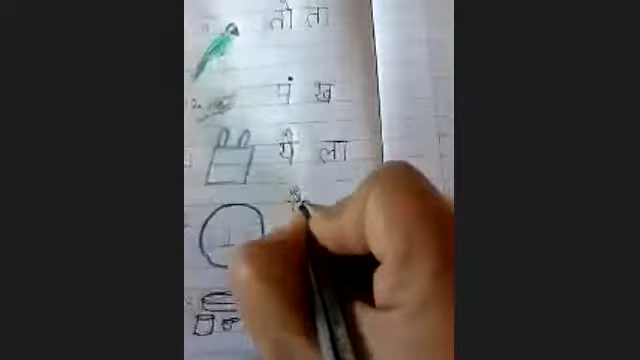 तो ता
पं ख
थै ला